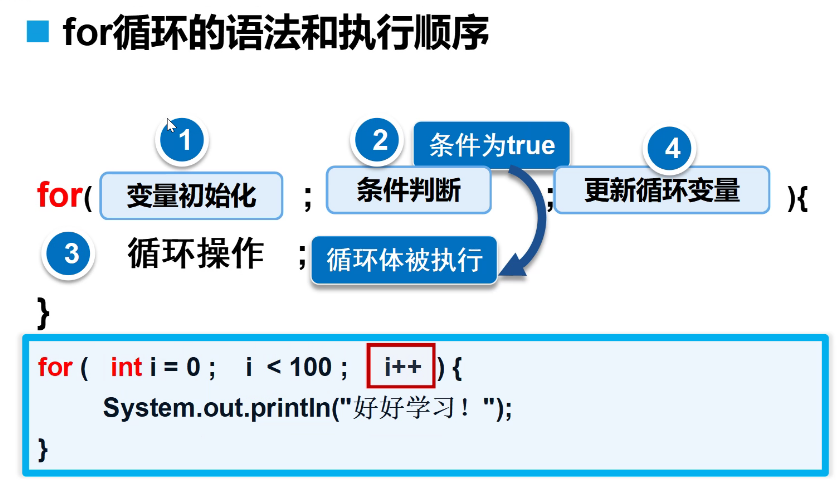 for循环的语法和执行顺序
1 2 条件为true 4
for( 变量初始化 ; 条件判断 ; 更新循环变量 ){
3 循环操作 ; 循环体被执行
}
for ( int i = 0 ; i < 100 ; i++ ) {
System.out.println("好好学习！");
}